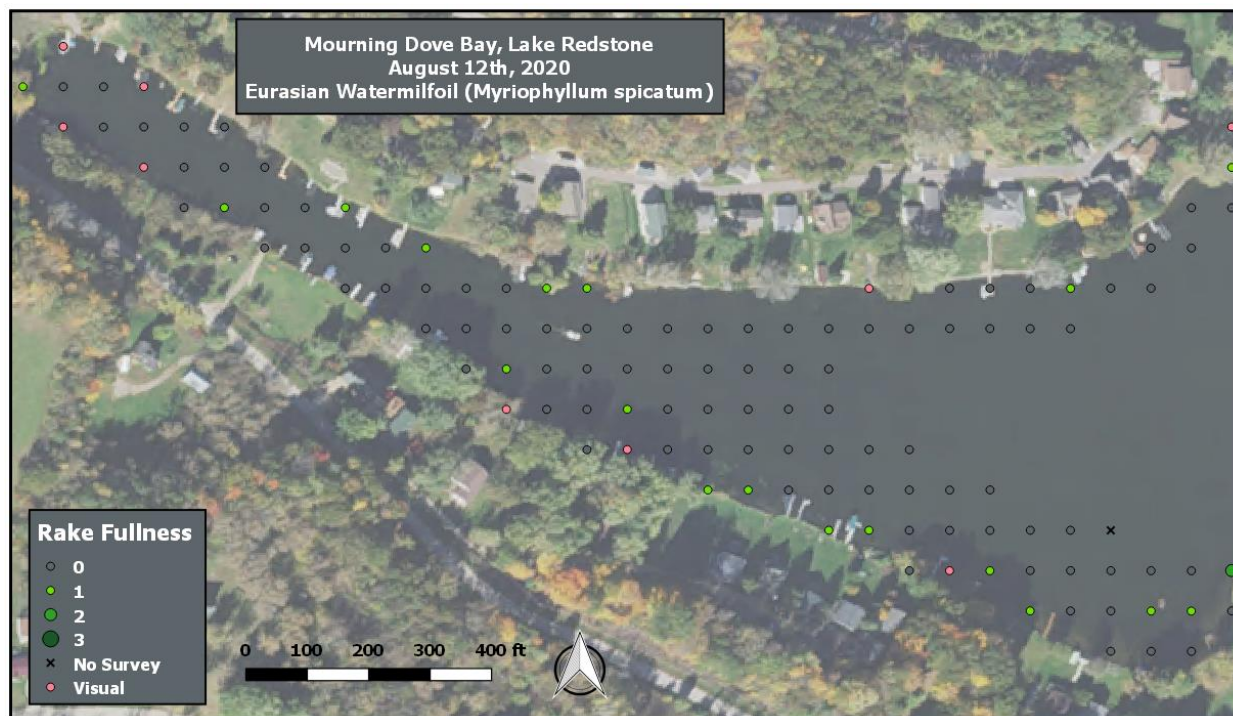 Mourning Dove Bay, Lake Redstone
August 12th, 2020
Eurasian Watermilfoil (Myriophyllum spicatum)
Rake Fullness
0
1
2
3
No Survey
Visual
0 100 200 300 400 ft